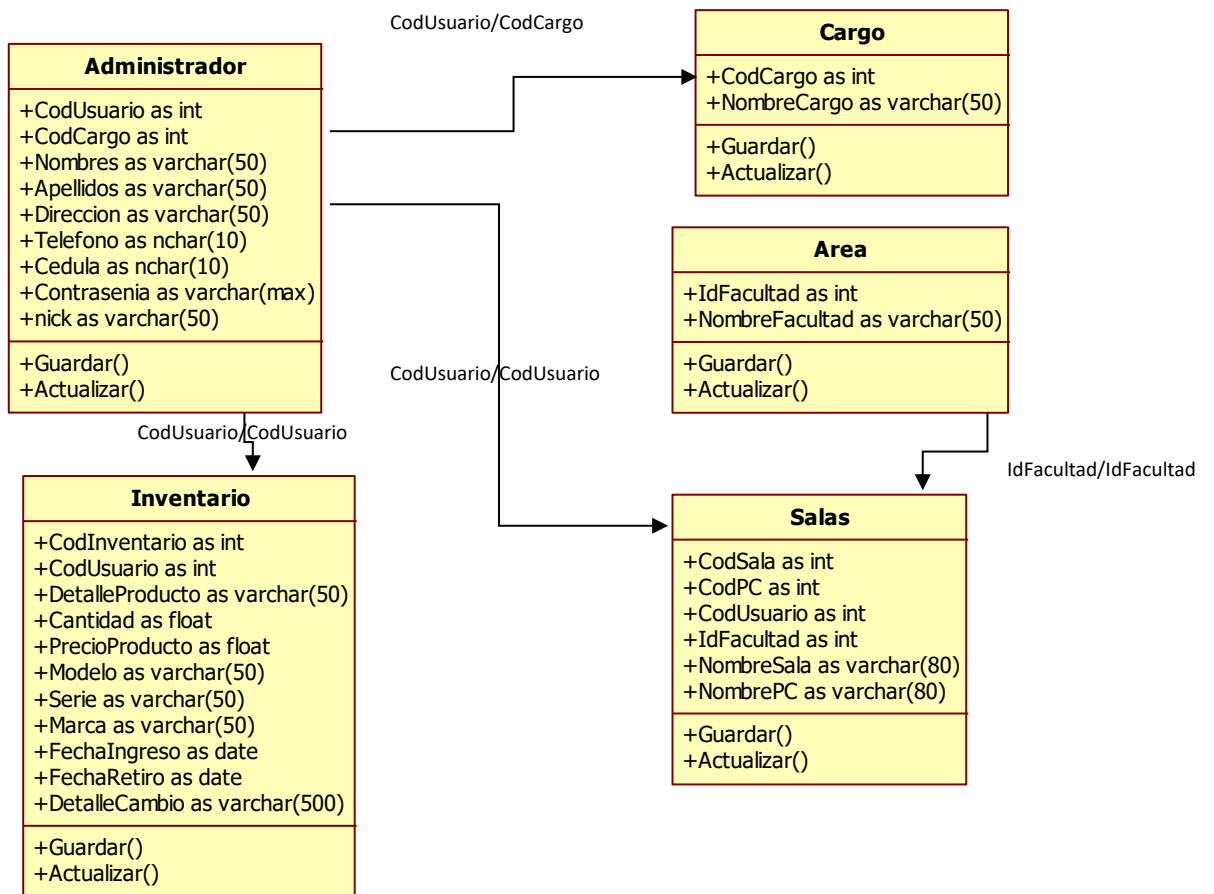 CodUsuario/CodCargo
Administrador
+CodUsuario as int
+CodCargo as int
+Nombres as varchar(50)
+Apellidos as varchar(50)
+Direccion as varchar(50)
+Telefono as nchar(10)
+Cedula as nchar(10)
+Contrasenia as varchar(max)
+nick as varchar(50)
+Guardar()
+Actualizar()
Cargo
+CodCargo as int
+NombreCargo as varchar(50)
+Guardar()
+Actualizar()
Area
+IdFacultad as int
+NombreFacultad as varchar(50)
+Guardar()
+Actualizar()
CodUsuario/CodUsuario
CodUsuario/CodUsuario
IdFacultad/IdFacultad
Inventario
+CodInventario as int
+CodUsuario as int
+DetalleProducto as varchar(50)
+Cantidad as float
+PrecioProducto as float
+Modelo as varchar(50)
+Serie as varchar(50)
+Marca as varchar(50)
+FechaIngreso as date
+FechaRetiro as date
+DetalleCambio as varchar(500)
+Guardar()
+Actualizar()
Salas
+CodSala as int
+CodPC as int
+CodUsuario as int
+IdFacultad as int
+NombreSala as varchar(80)
+NombrePC as varchar(80)
+Guardar()
+Actualizar()